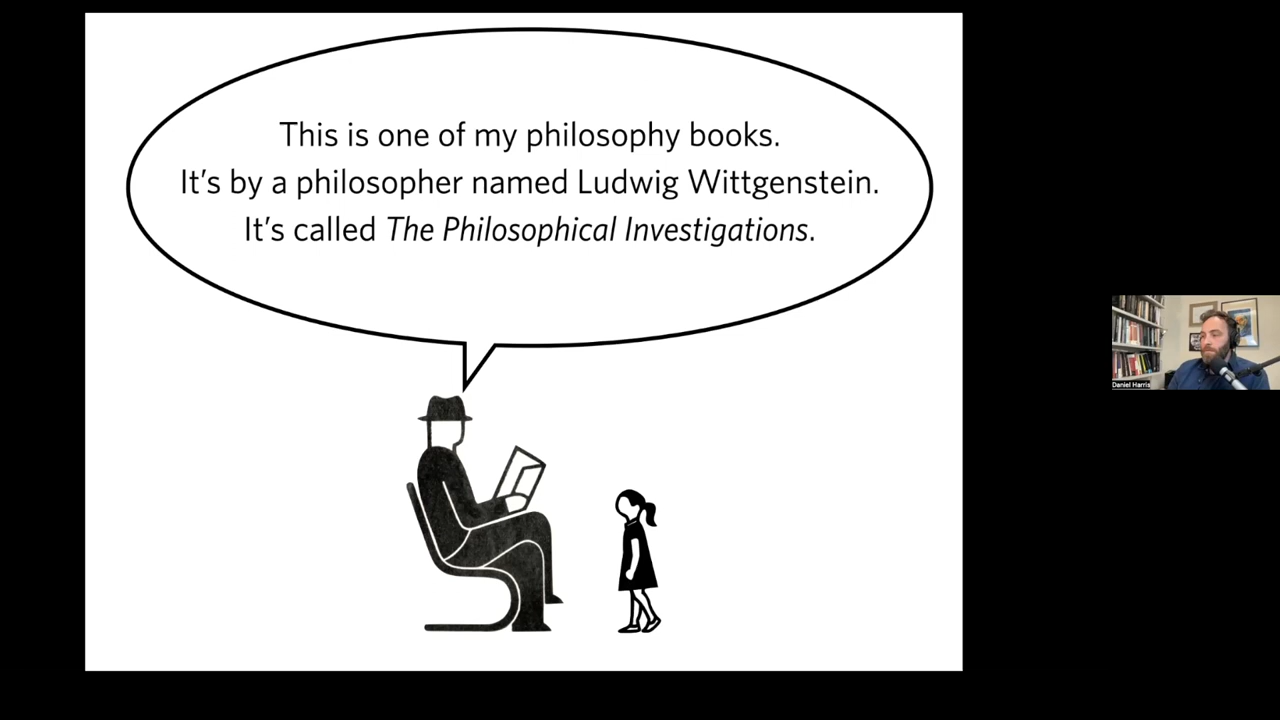 This is one of my philosophy books.
It's by a philosopher named Ludwig Wittgenstein.
It's called The Philosophical Investigations.
Daniel Harris